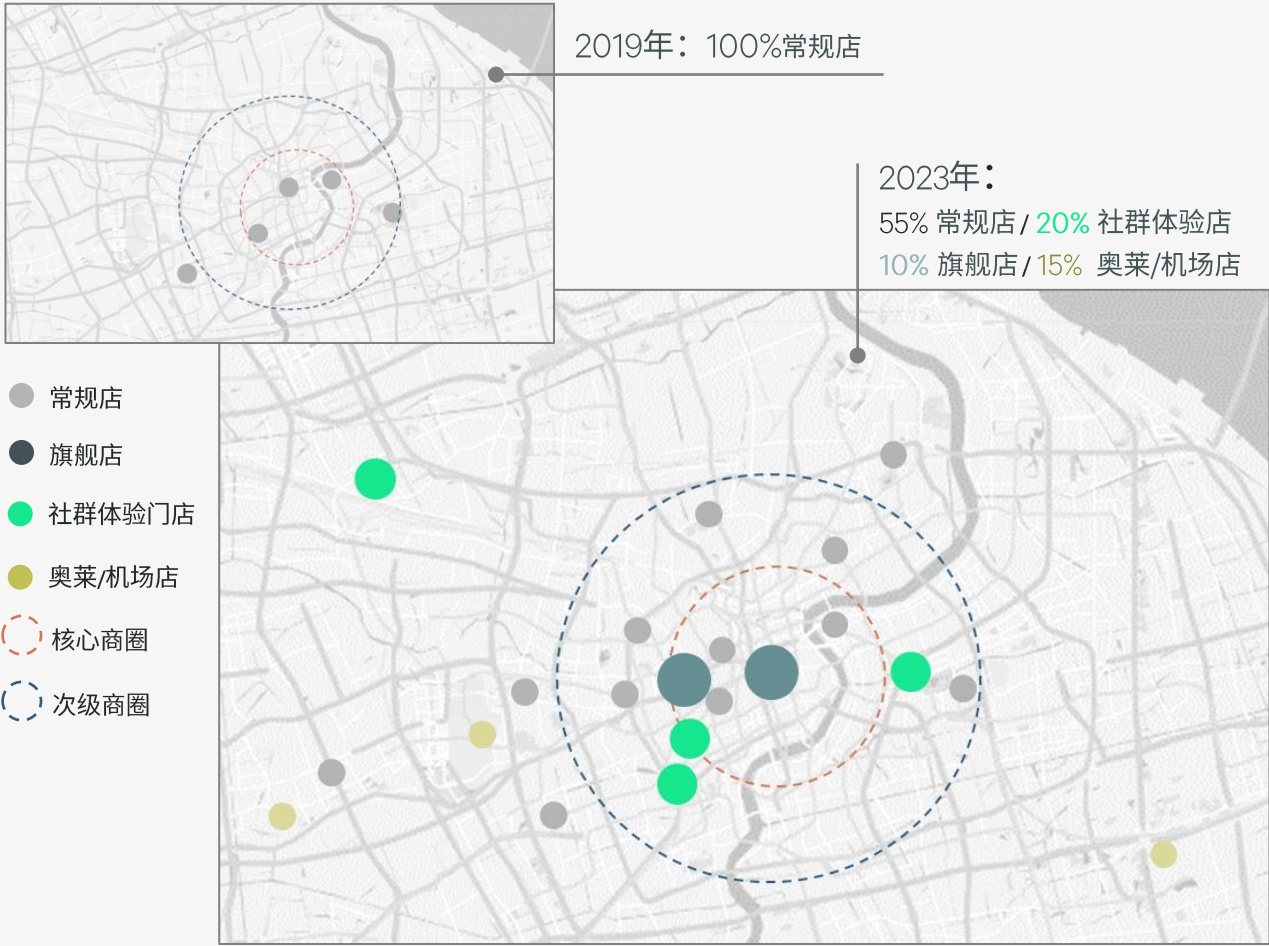 2019年：100%常规店
2023年：
55% 常规店/20% 社群体验店
10% 旗舰店/15% 奥莱/机场店
常规店
旗舰店
社群体验门店
奥莱/机场店
核心商圈
次级商圈